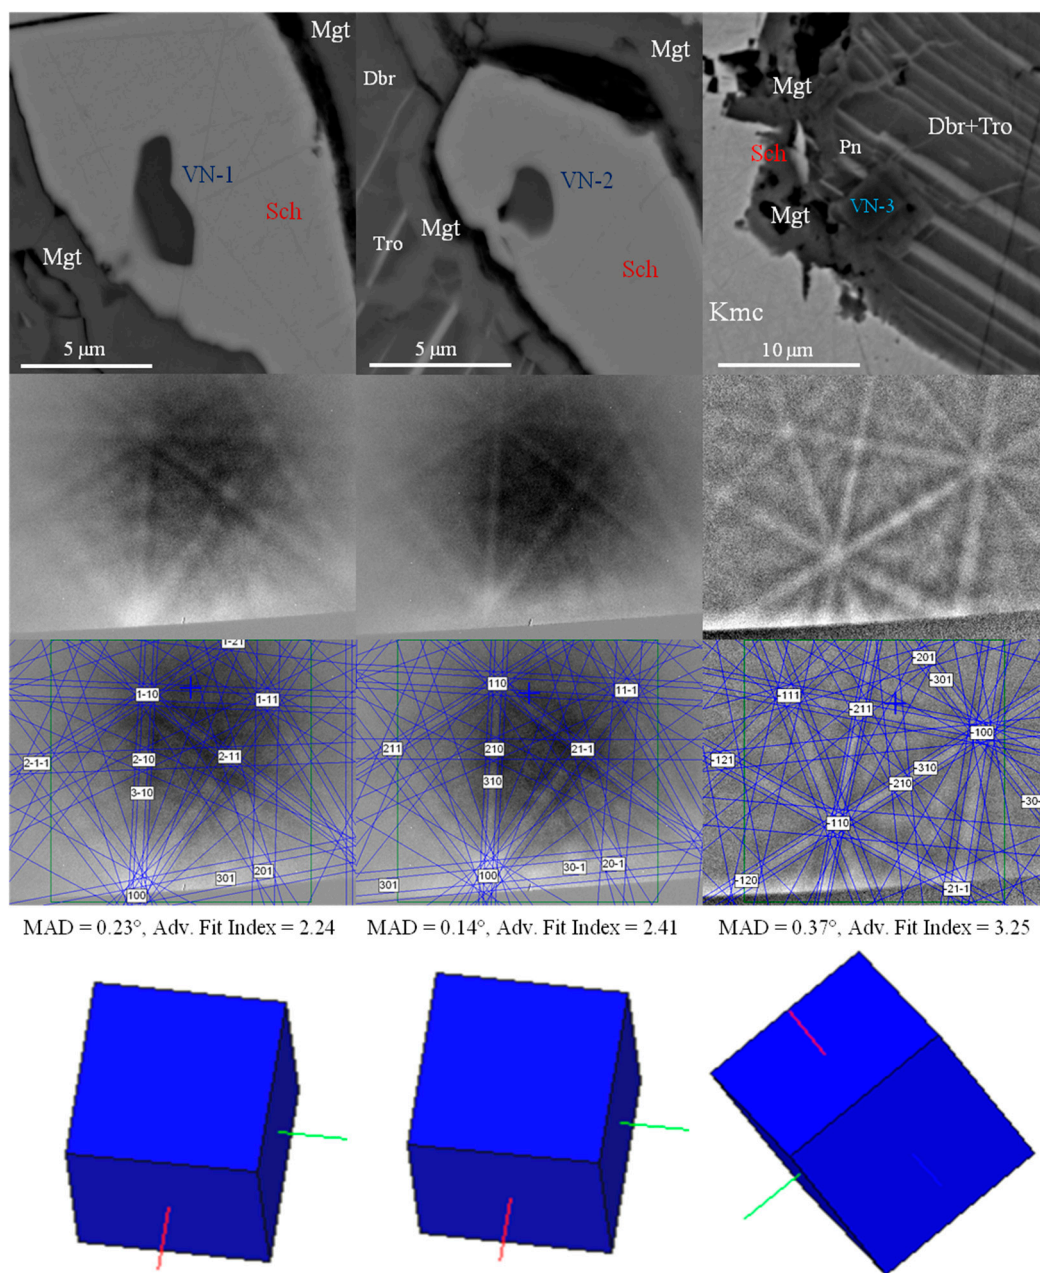 Mgt
VN-1
Sch
Mgt
5 μm
Dbr
Mgt
VN-2
Mgt
Tro
Sch
5 μm
Mgt
Dbr+Tro
Pn
Sch
VN-3
Mgt
Kmc
10 μm
1-21
1-10
1-11
2-1-1
2-10
2-11
3-10
201
301
100
110
11-1
211
210
21-1
310
30-1
20-1
301
100
-201
-301
-111
-211
-100
-121
-310
-210
-30-
-110
-120
-21-1
MAD = 0.23°, Adv. Fit Index = 2.24
MAD = 0.14°, Adv. Fit Index = 2.41
MAD = 0.37°, Adv. Fit Index = 3.25